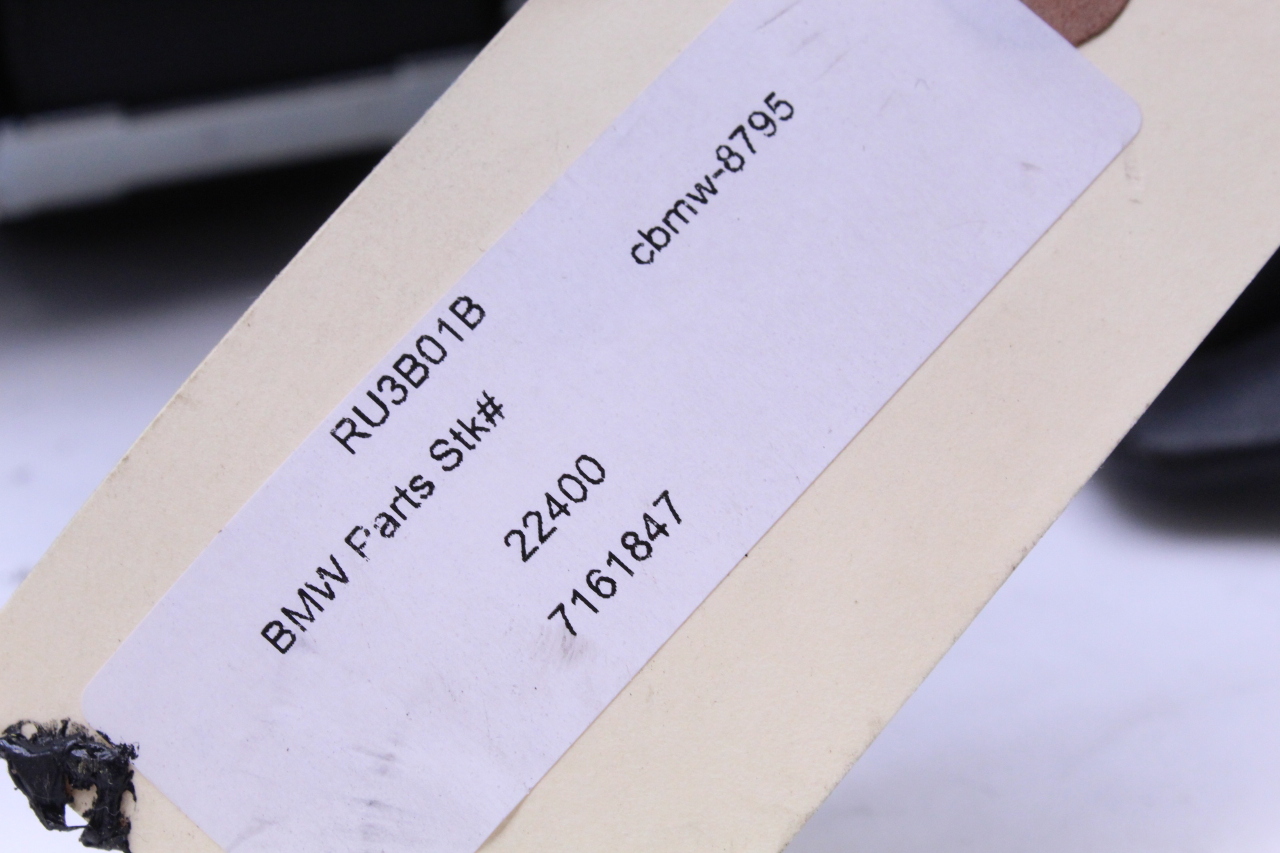 RU3B01B
cbmw-8795
BMW Parts Stk#
22400
7161847